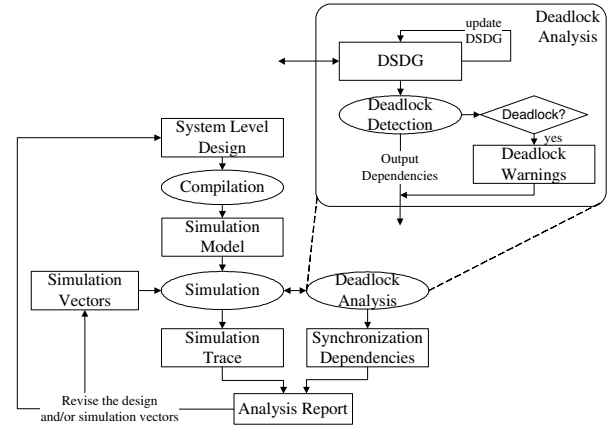 Deadlock
Analysis
update
DSDG
DSDG
Deadlock
Detection
Deadlock?
yes
Output
Dependencies
Deadlock
Warnings
System Level
Design
Compilation
Simulation
Model
Simulation
Vectors
Simulation
Deadlock
Analysis
Simulation
Trace
Synchronization
Dependencies
Revise the design
and/or simulation vectors
Analysis Report